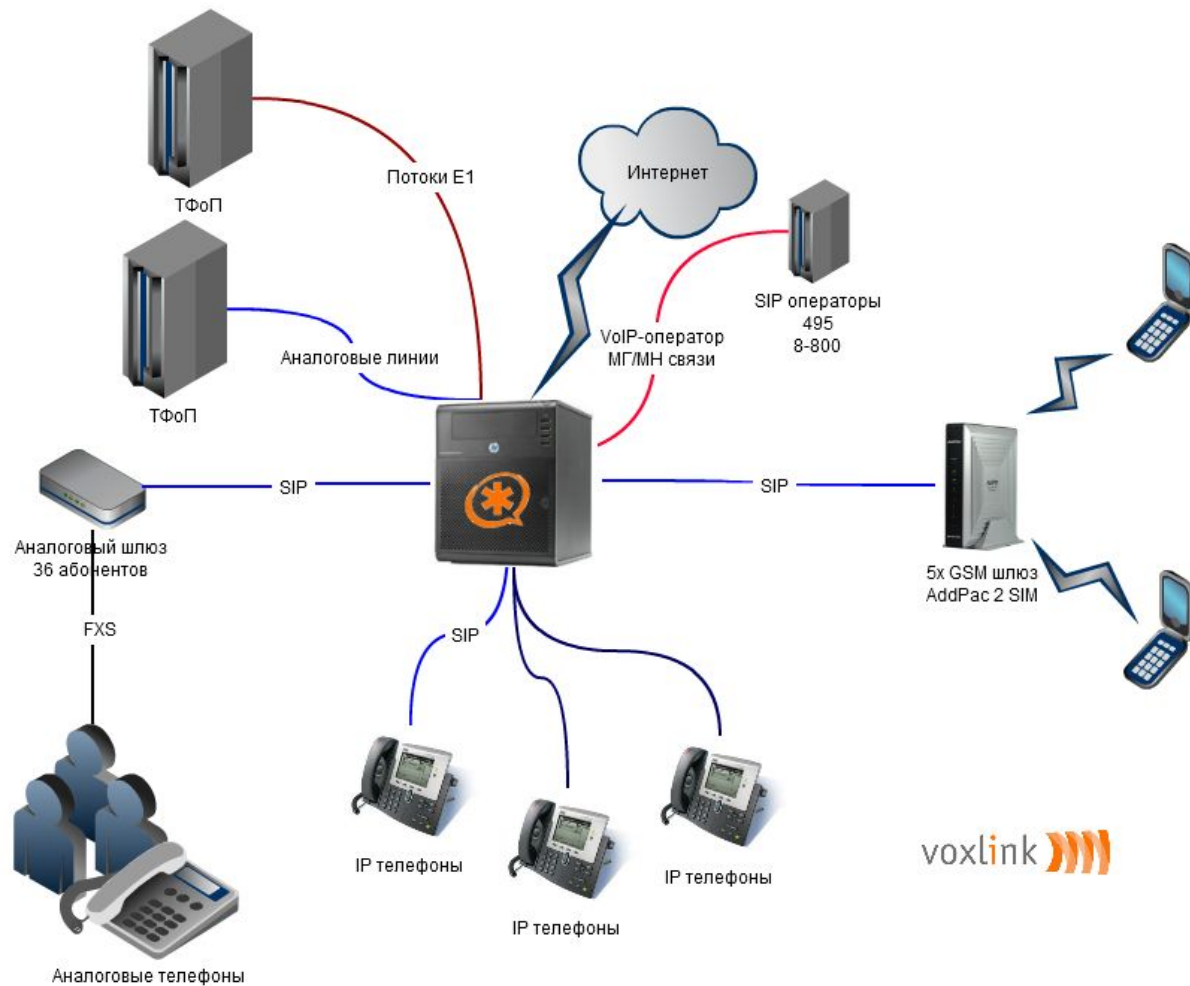 ТФоП
Потоки E1
Интернет
ТФоП
Аналоговые линии
VoIP-оператор
МГ/МН связи
SIP операторы
495
8-800
SIP
SIP
Аналоговый шлюз
36 абонентов
FXS
5x GSM шлюз
AddPac 2 SIM
SIP
IP телефоны
IP телефоны
IP телефоны
Аналоговые телефоны
voxlink